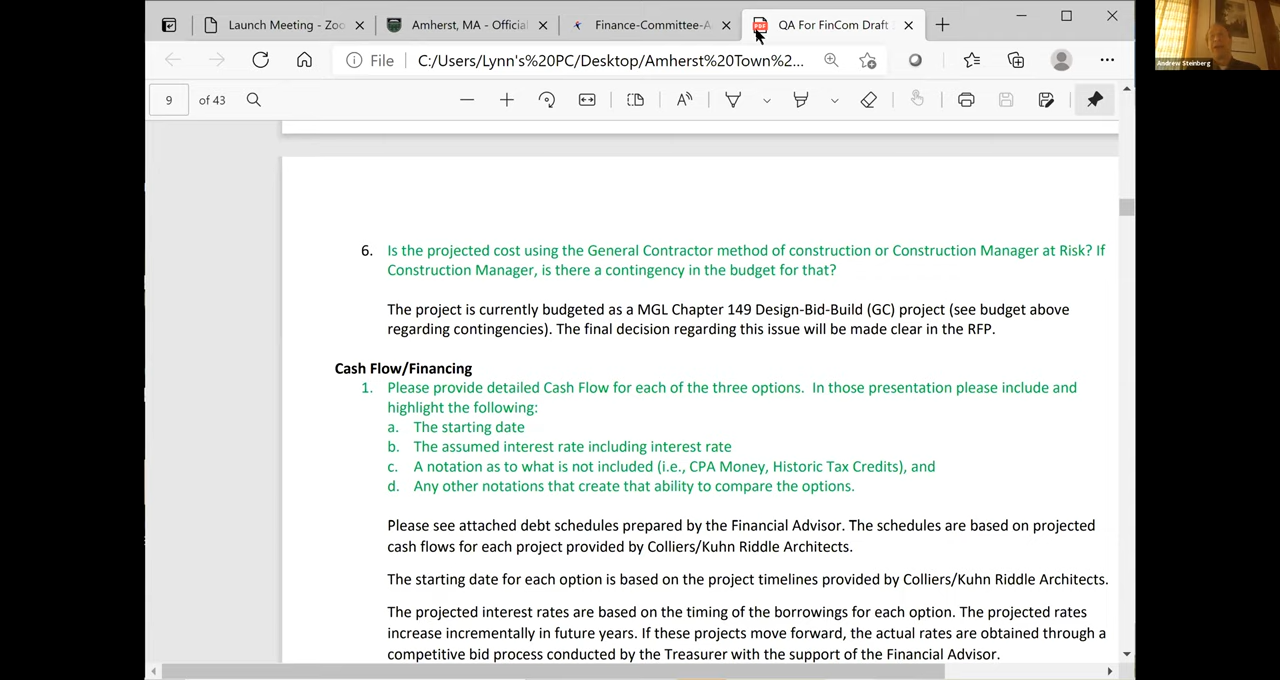 Launch Meeting - Zoo
Amherst, MA - Official
Finance-Committee-A
QA For FinCom Draft
File
C:/Users/Lynn's%20PC/Desktop/Amherst%20Town%2...
9 of 43
6. Is the projected cost using the General Contractor method of construction or Construction Manager at Risk? If
Construction Manager, is there a contingency in the budget for that?
The project is currently budgeted as a MGL Chapter 149 Design-Bid-Build (GC) project (see budget above
regarding contingencies). The final decision regarding this issue will be made clear in the RFP.
Cash Flow/Financing
1. Please provide detailed Cash Flow for each of the three options. In those presentation please include and
highlight the following:
a. The starting date
b. The assumed interest rate including interest rate
c. A notation as to what is not included (i.e., CPA Money, Historic Tax Credits), and
d. Any other notations that create that ability to compare the options.
Please see attached debt schedules prepared by the Financial Advisor. The schedules are based on projected
cash flows for each project provided by Colliers/Kuhn Riddle Architects.
The starting date for each option is based on the project timelines provided by Colliers/Kuhn Riddle Architects.
The projected interest rates are based on the timing of the borrowings for each option. The projected rates
increase incrementally in future years. If these projects move forward, the actual rates are obtained through a
competitive bid process conducted by the Treasurer with the support of the Financial Advisor.
Andrew Steinberg